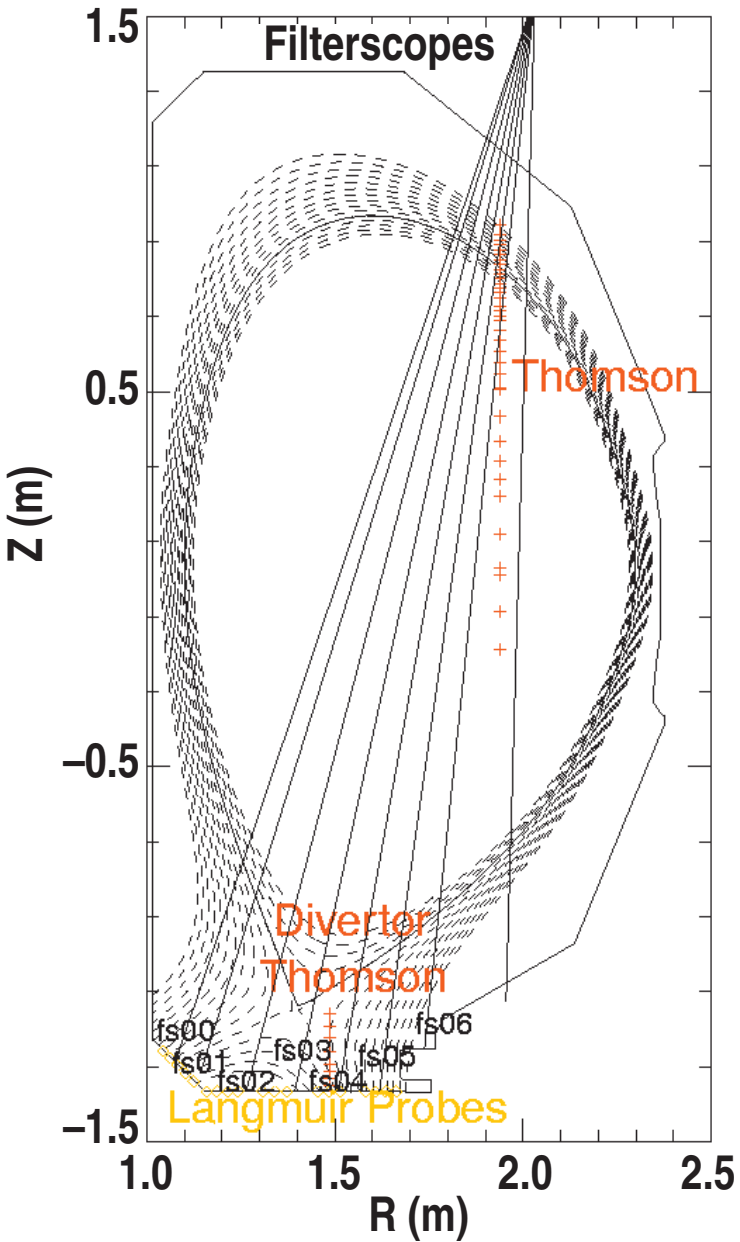 1.5
Filterscopes
0.5
Thomson
Z (m)
−0.5
Divertor
Thomson
fs00
fs06
fs01
fs03
fs05
fs02
fs04
Langmuir Probes
−1.5
1.0
1.5
2.0
2.5
R (m)